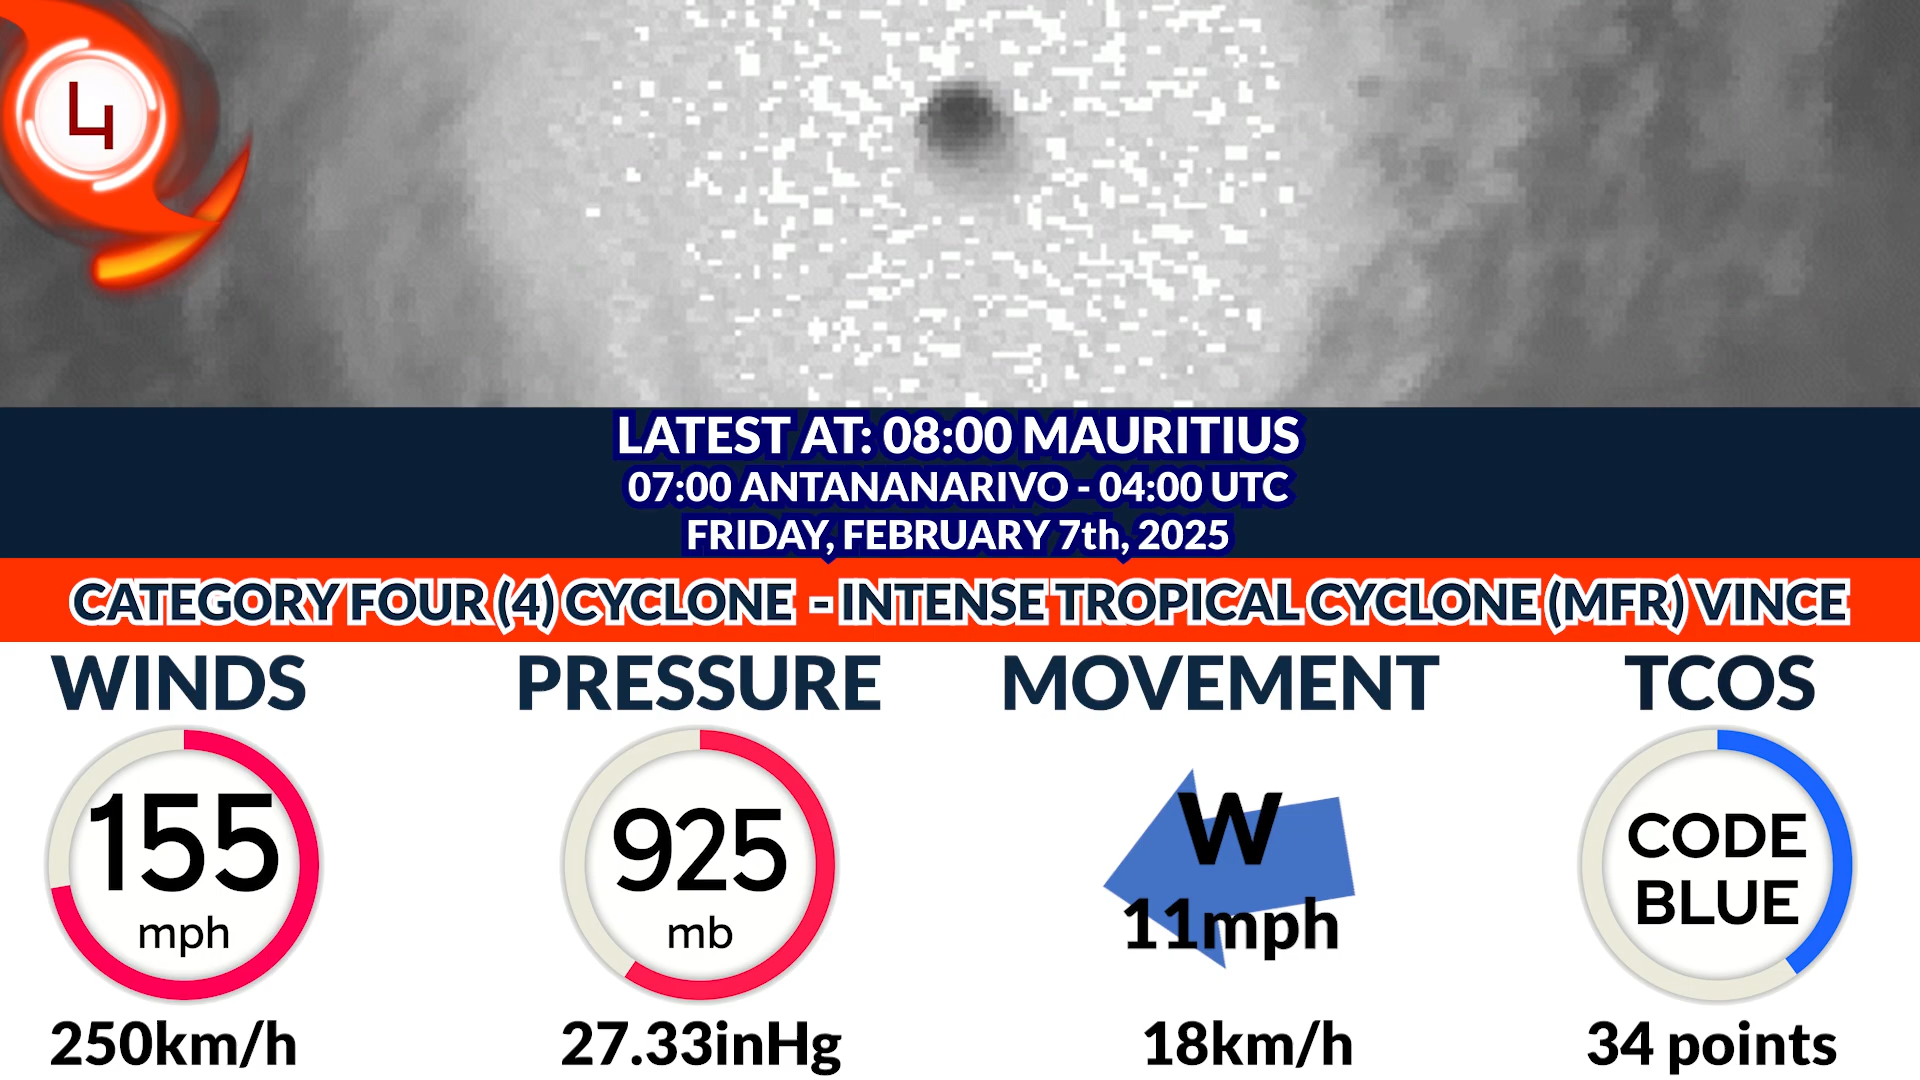 4
LATEST AT: 08:00 MAURITIUS
07:00 ANTANANARIVO - 04:00 UTC
FRIDAY, FEBRUARY 7th, 2025
CATEGORY FOUR (4) CYCLONE - INTENSE TROPICAL CYCLONE (MFR) VINCE
WINDS
155
mph
250km/h
PRESSURE
925
mb
27.33inHg
MOVEMENT
W
11mph
18km/h
TCOS
CODE
BLUE
34 points